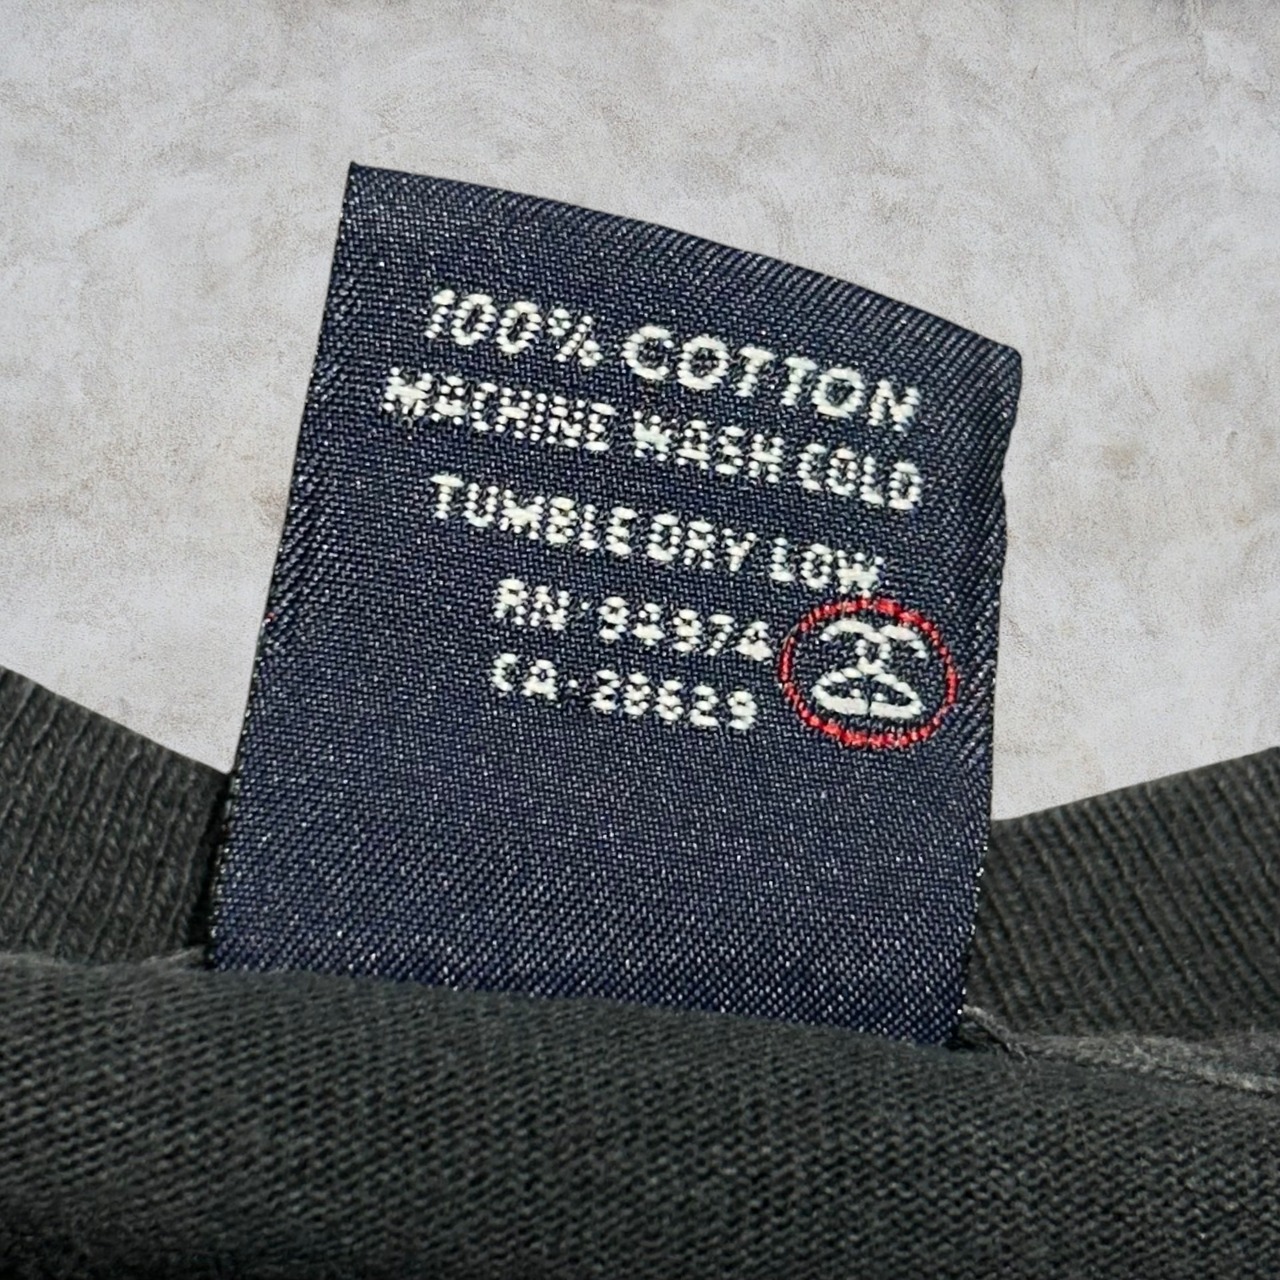 100% COTTON
MACHINE WASH COLD
TUMBLE DRY LOW
RN·94974
CA·28629